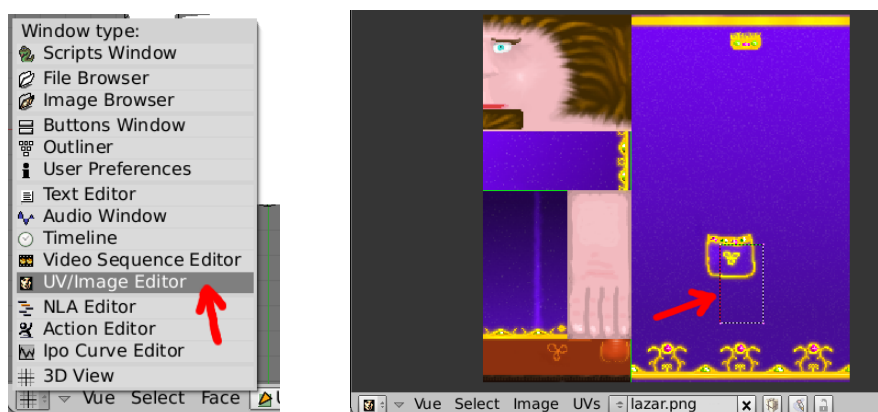 Window type:
Scripts Window
File Browser
Image Browser
Buttons Window
Outliner
User Preferences
Text Editor
Audio Window
Timeline
Video Sequence Editor
UV/Image Editor
NLA Editor
Action Editor
Ipo Curve Editor
3D View
Vue Select Face
Vue Select Image UVs lazar.png